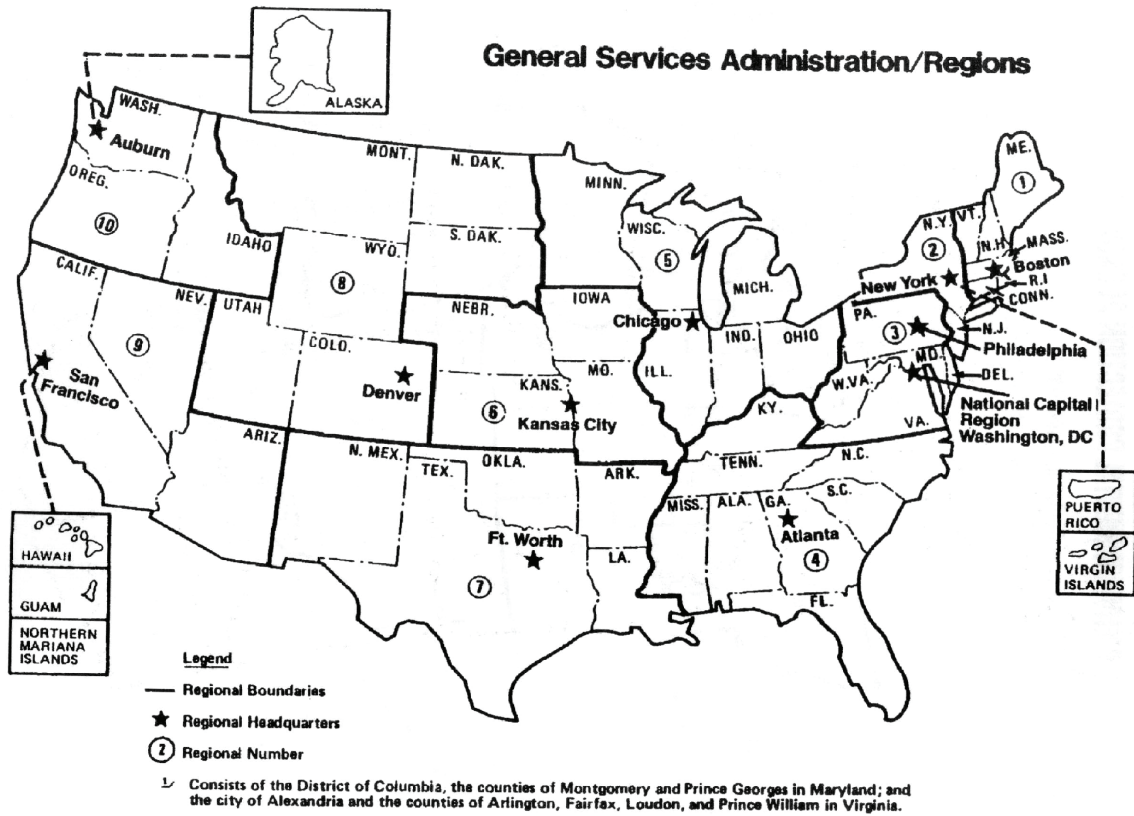 General Services Administration/Regions
ALASKA
WASH.
Auburn
OREG.
10
IDAHO
MONT.
N. DAK.
S. DAK.
WYO.
8
MINN.
WISC.
5
MICH.
ME.
1
N.Y.
VT.
2
N.H.
MASS.
Boston
R.I
CONN.
New York
CALIF.
NEV.
UTAH
9
San
Francisco
COLO.
Denver
NEBR.
IOWA
Chicago
ILL.
IND.
OHIO
PA.
3
N.J.
Philadelphia
MD.
DEL.
W.VA
VA.
National Capital
Region
Washington, DC
KANS.
6
Kansas City
MO.
KY.
ARIZ.
N. MEX.
TEX.
OKLA.
ARK.
TENN.
N.C.
S.C.
MISS.
ALA.
GA.
Atlanta
4
FL.
LA.
Ft. Worth
7
HAWAII
GUAM
NORTHERN
MARIANA
ISLANDS
PUERTO
RICO
VIRGIN
ISLANDS
Legend
Regional Boundaries
Regional Headquarters
2 Regional Number
1/ Consists of the District of Columbia, the counties of Montgomery and Prince Georges in Maryland; and
the city of Alexandria and the counties of Arlington, Fairfax, Loudon, and Prince William in Virginia.